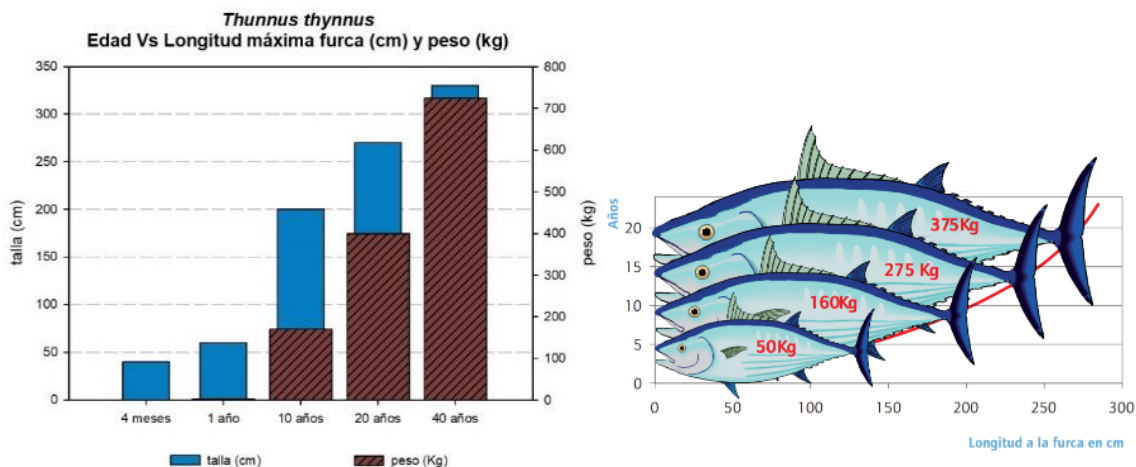 Thunnus thynnus
Edad Vs Longitud máxima furca (cm) y peso (kg)
350
300
250
200
150
100
50
0
talla (cm)
800
700
600
500
400
300
200
100
0
peso (kg)
4 meses
1 año
10 años
20 años
40 años
talla (cm)
peso (Kg)
Años
20
15
10
5
0
375Kg
275 Kg
160Kg
50Kg
0
50
100
150
200
250
300
Longitud a la furca en cm